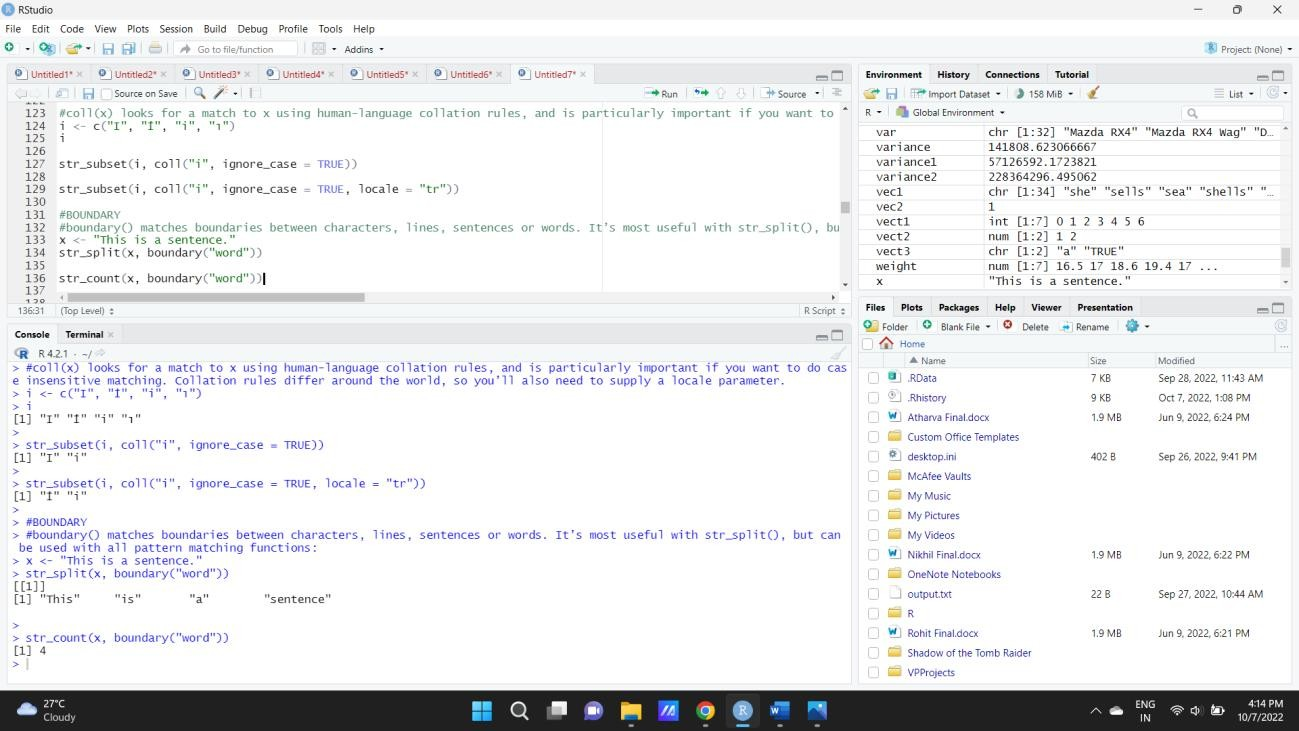 RStudio
File Edit Code View Plots Session Build Debug Profile Tools Help
Go to file/function Addins Project: (None)
Untitled1* Untitled2* Untitled3* Untitled4* Untitled5* Untitled6* Untitled7*
Source on Save Run Source
123 #coll(x) looks for a match to x using human-language collation rules, and is particularly important if you want to
124 i <- c("I", "İ", "i", "ı")
125 i
126
127 str_subset(i, coll("i", ignore_case = TRUE))
128
129 str_subset(i, coll("i", ignore_case = TRUE, locale = "tr"))
130
131 #BOUNDARY
132 #boundary() matches boundaries between characters, lines, sentences or words. It's most useful with str_split(), bu
133 x <- "This is a sentence."
134 str_split(x, boundary("word"))
135
136 str_count(x, boundary("word"))
137
138
136:31 (Top Level) R Script
Console Terminal
R 4.2.1 · ~/
> #coll(x) looks for a match to x using human-language collation rules, and is particularly important if you want to do cas
e insensitive matching. Collation rules differ around the world, so you'll also need to supply a locale parameter.
> i <- c("I", "İ", "i", "ı")
> i
[1] "I" "İ" "i" "ı"
>
> str_subset(i, coll("i", ignore_case = TRUE))
[1] "I" "i"
>
> str_subset(i, coll("i", ignore_case = TRUE, locale = "tr"))
[1] "İ" "i"
>
> #BOUNDARY
> #boundary() matches boundaries between characters, lines, sentences or words. It's most useful with str_split(), but can
be used with all pattern matching functions:
> x <- "This is a sentence."
> str_split(x, boundary("word"))
[[1]]
[1] "This" "is" "a" "sentence"
>
> str_count(x, boundary("word"))
[1] 4
>
Environment History Connections Tutorial
Import Dataset 158 MiB List
R Global Environment
var chr [1:32] "Mazda RX4" "Mazda RX4 Wag" "D…
variance 141808.623066667
variance1 57126592.1723821
variance2 228364296.495062
vec1 chr [1:34] "she" "sells" "sea" "shells" "…
vec2 1
vect1 int [1:7] 0 1 2 3 4 5 6
vect2 num [1:2] 1 2
vect3 chr [1:2] "a" "TRUE"
weight num [1:7] 16.5 17 18.6 19.4 17 ...
x "This is a sentence."
Files Plots Packages Help Viewer Presentation
Folder Blank File Delete Rename
Home ...
Name Size Modified
.RData 7 KB Sep 28, 2022, 11:43 AM
.Rhistory 9 KB Oct 7, 2022, 1:08 PM
Atharva Final.docx 1.9 MB Jun 9, 2022, 6:24 PM
Custom Office Templates
desktop.ini 402 B Sep 26, 2022, 9:41 PM
McAfee Vaults
My Music
My Pictures
My Videos
Nikhil Final.docx 1.9 MB Jun 9, 2022, 6:22 PM
OneNote Notebooks
output.txt 22 B Sep 27, 2022, 10:44 AM
R
Rohit Final.docx 1.9 MB Jun 9, 2022, 6:21 PM
Shadow of the Tomb Raider
VPProjects
27°C
Cloudy
ENG
IN
4:14 PM
10/7/2022